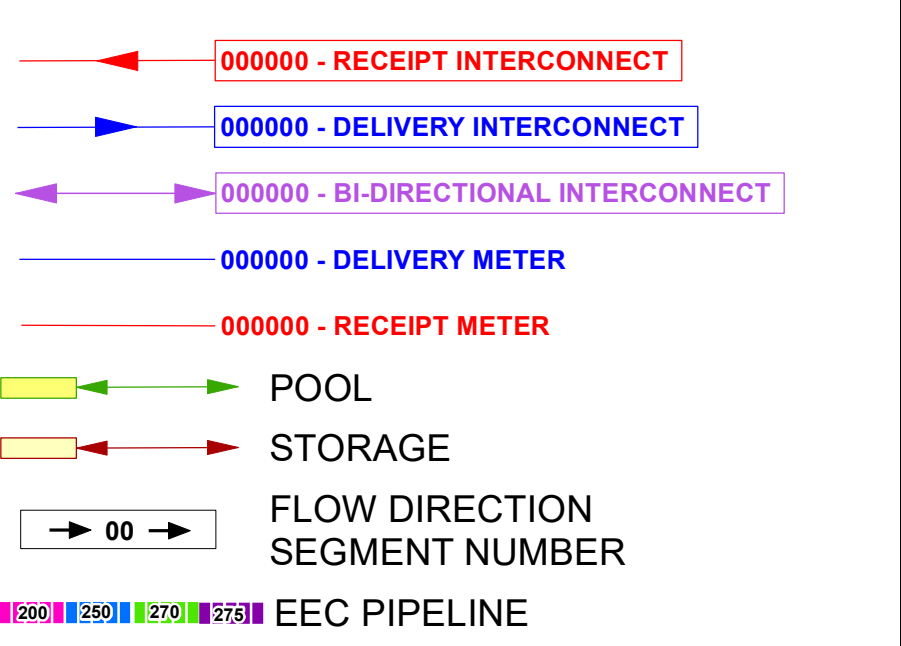 000000 - RECEIPT INTERCONNECT
000000 - DELIVERY INTERCONNECT
000000 - BI-DIRECTIONAL INTERCONNECT
000000 - DELIVERY METER
000000 - RECEIPT METER
POOL
STORAGE
00
FLOW DIRECTION
SEGMENT NUMBER
200 250 270 275 EEC PIPELINE